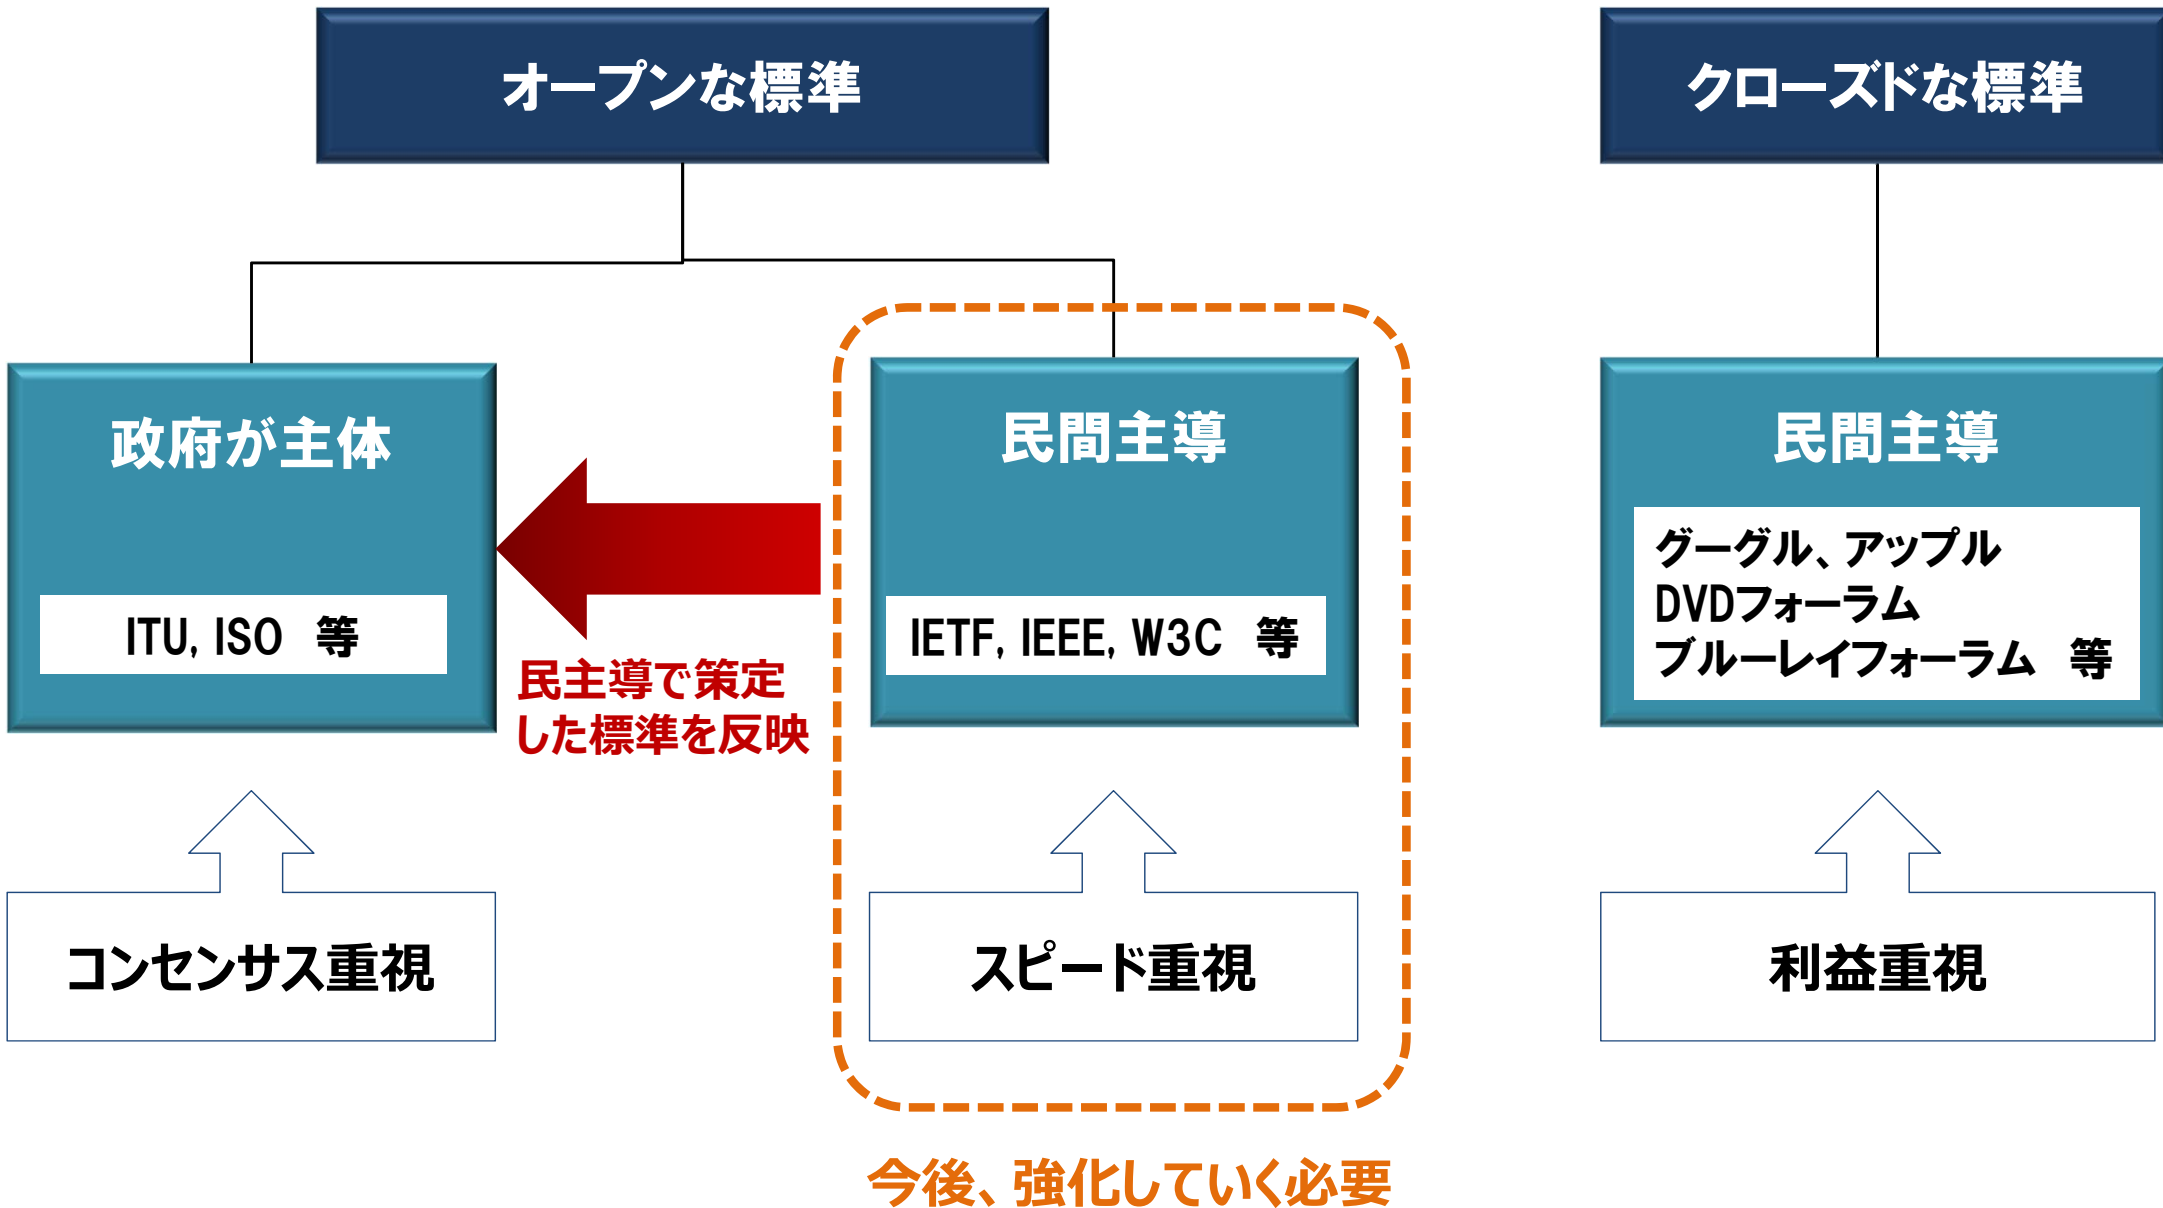 オープンな標準
クローズドな標準
政府が主体
ITU, ISO　等
民主導で策定
した標準を反映
民間主導
IETF, IEEE, W3C　等
民間主導
グーグル、アップル
DVDフォーラム
ブルーレイフォーラム　等
コンセンサス重視
スピード重視
利益重視
今後、強化していく必要